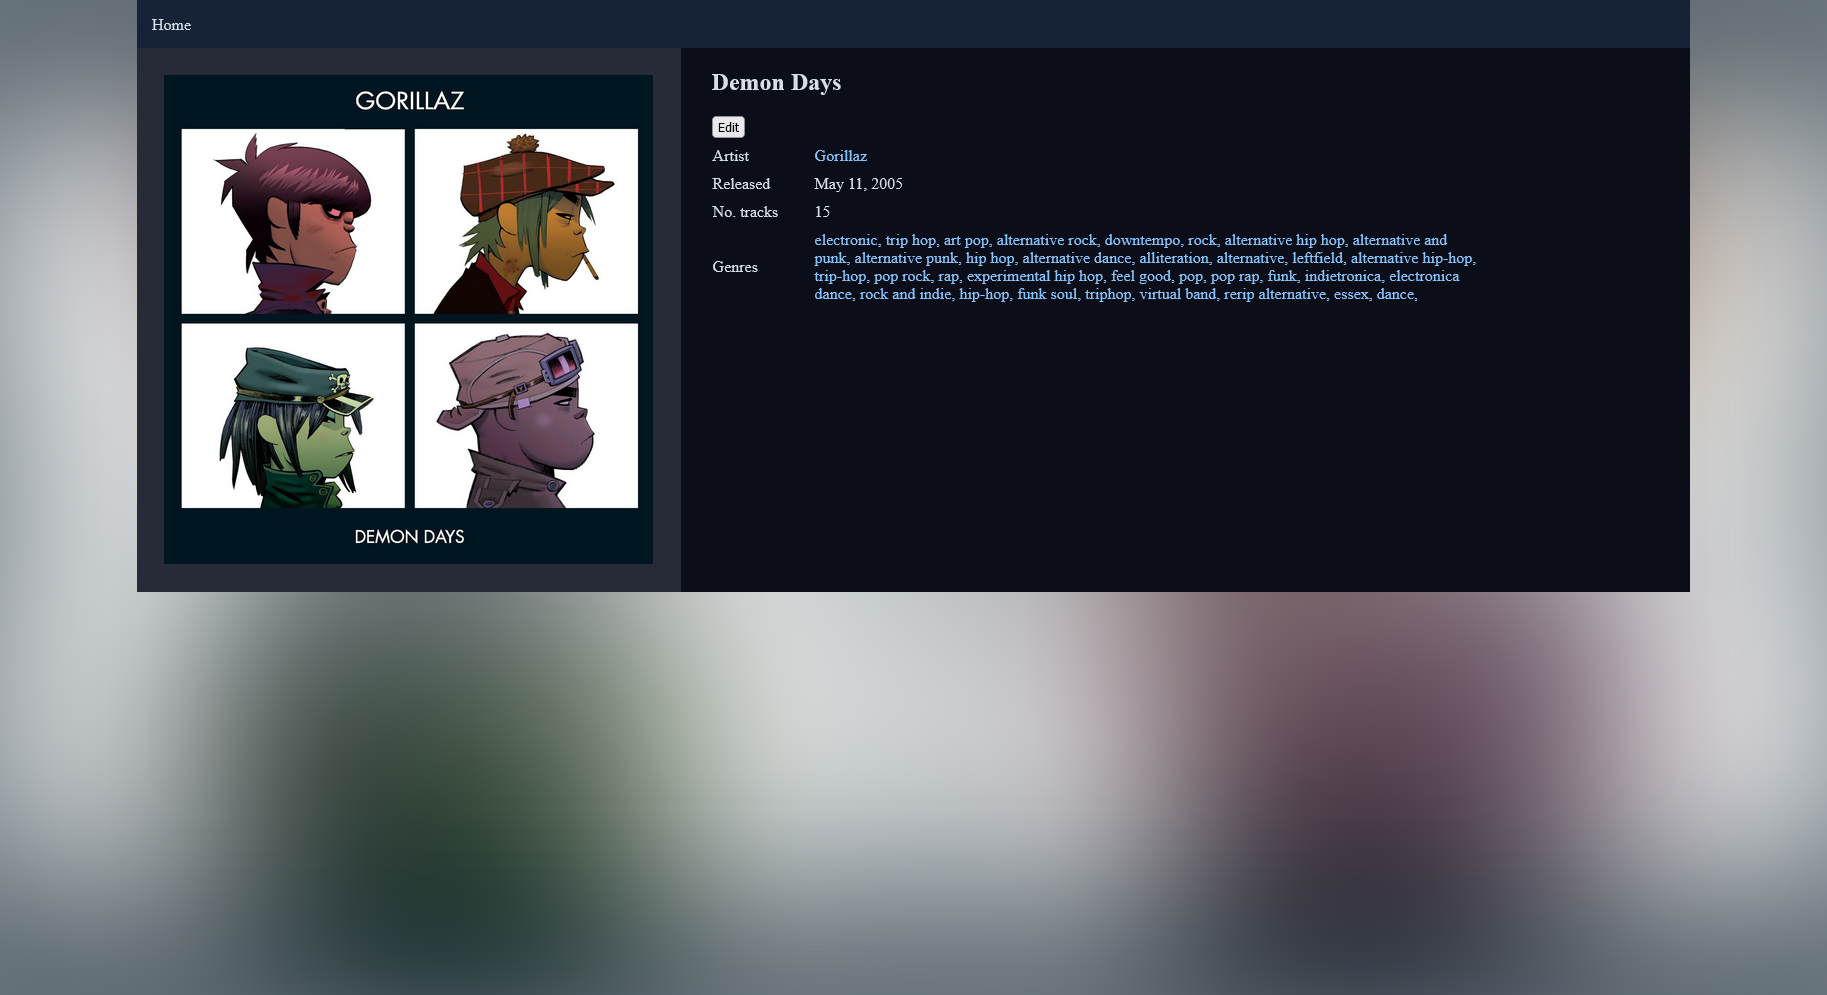 Home
GORILLAZ
DEMON DAYS
Demon Days
Edit
Artist Gorillaz
Released May 11, 2005
No. tracks 15
Genres
electronic, trip hop, art pop, alternative rock, downtempo, rock, alternative hip hop, alternative and
punk, alternative punk, hip hop, alternative dance, alliteration, alternative, leftfield, alternative hip-hop,
trip-hop, pop rock, rap, experimental hip hop, feel good, pop, pop rap, funk, indietronica, electronica
dance, rock and indie, hip-hop, funk soul, triphop, virtual band, rerip alternative, essex, dance,